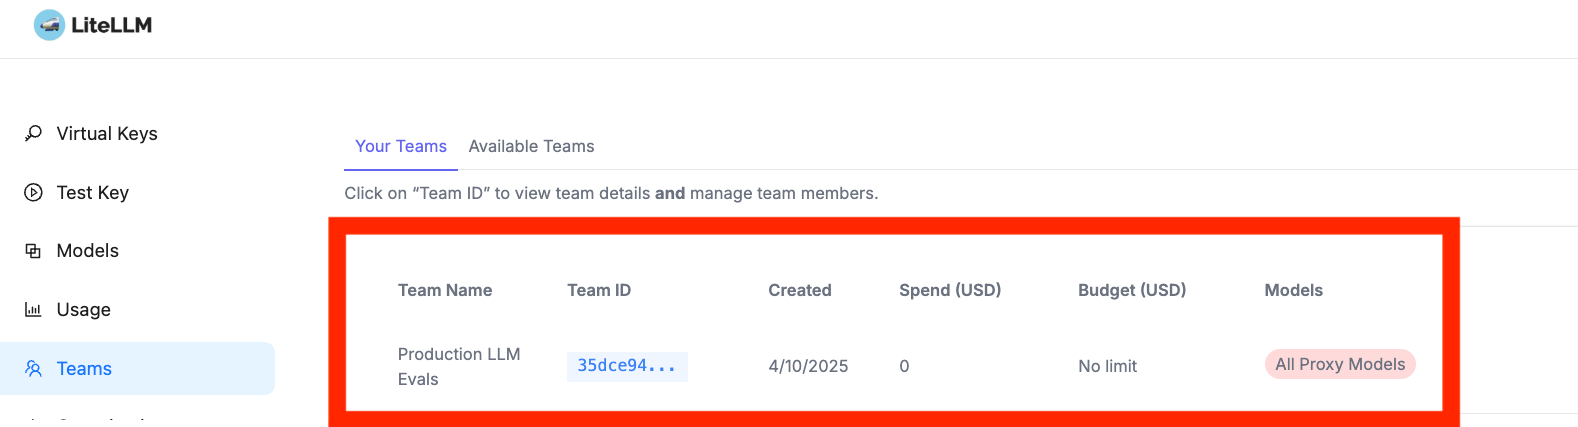 LiteLLM
Virtual Keys
Test Key
Models
Usage
Teams
Your Teams Available Teams
Click on “Team ID” to view team details and manage team members.
Team Name Team ID Created Spend (USD) Budget (USD) Models
Production LLM Evals 35dce94... 4/10/2025 0 No limit All Proxy Models